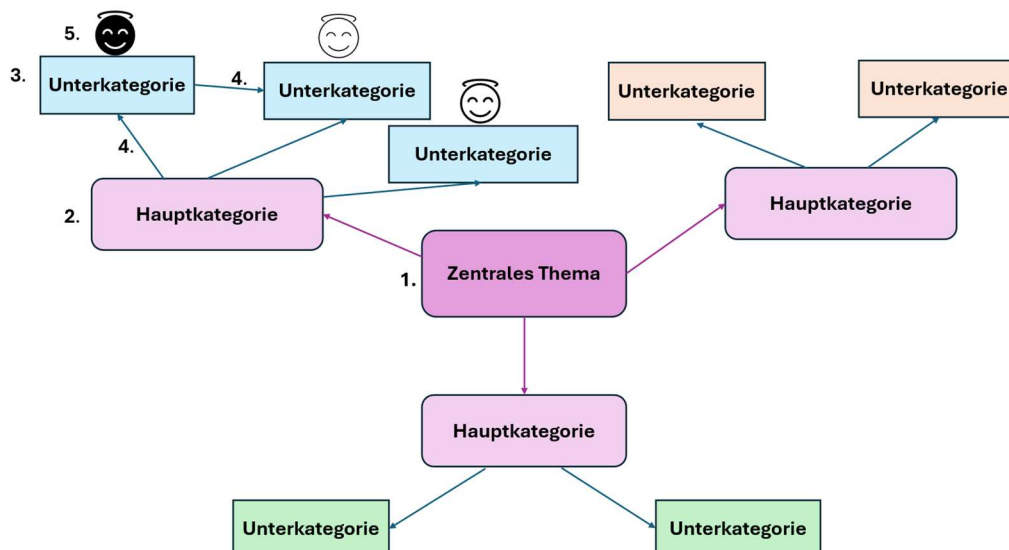 5.
3.
Unterkategorie
4.
Unterkategorie
Unterkategorie
Unterkategorie
4.
Unterkategorie
2.
Hauptkategorie
Hauptkategorie
1.
Zentrales Thema
Hauptkategorie
Unterkategorie
Unterkategorie